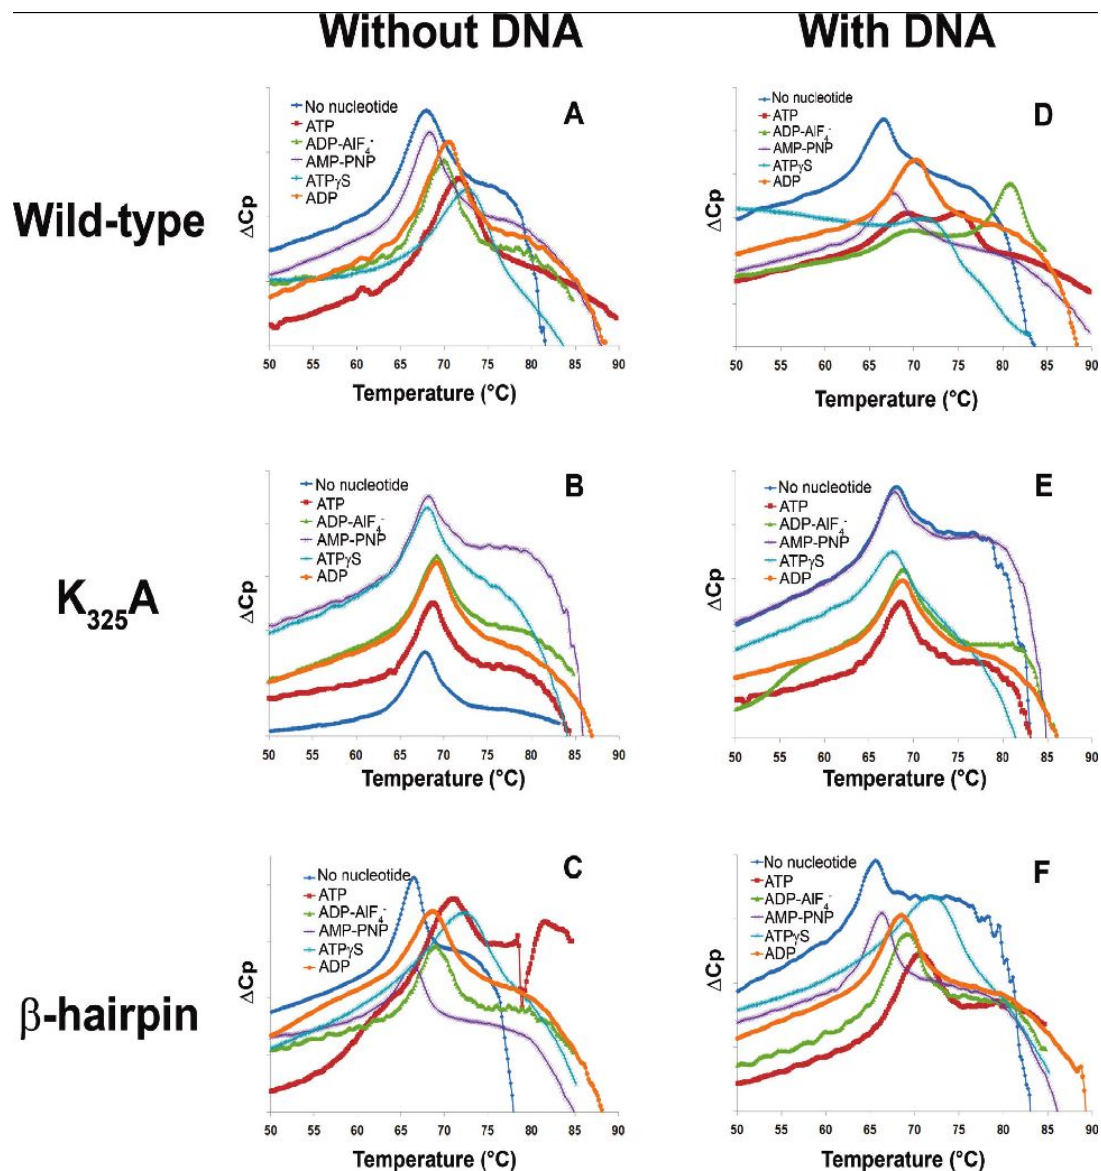 Without DNA
With DNA
Wild-type
A
No nucleotide
ATP
ADP-AlF₄⁻
AMP-PNP
ATPγS
ADP
ΔCp
50 55 60 65 70 75 80 85 90
Temperature (°C)
D
No nucleotide
ATP
ADP-AlF₄⁻
AMP-PNP
ATPγS
ADP
ΔCp
50 55 60 65 70 75 80 85 90
Temperature (°C)
K₃₂₅A
B
No nucleotide
ATP
ADP-AlF₄⁻
AMP-PNP
ATPγS
ADP
ΔCp
50 55 60 65 70 75 80 85 90
Temperature (°C)
E
No nucleotide
ATP
ADP-AlF₄⁻
AMP-PNP
ATPγS
ADP
ΔCp
50 55 60 65 70 75 80 85 90
Temperature (°C)
β-hairpin
C
No nucleotide
ATP
ADP-AlF₄⁻
AMP-PNP
ATPγS
ADP
ΔCp
50 55 60 65 70 75 80 85 90
Temperature (°C)
F
No nucleotide
ATP
ADP-AlF₄⁻
AMP-PNP
ATPγS
ADP
ΔCp
50 55 60 65 70 75 80 85 90
Temperature (°C)